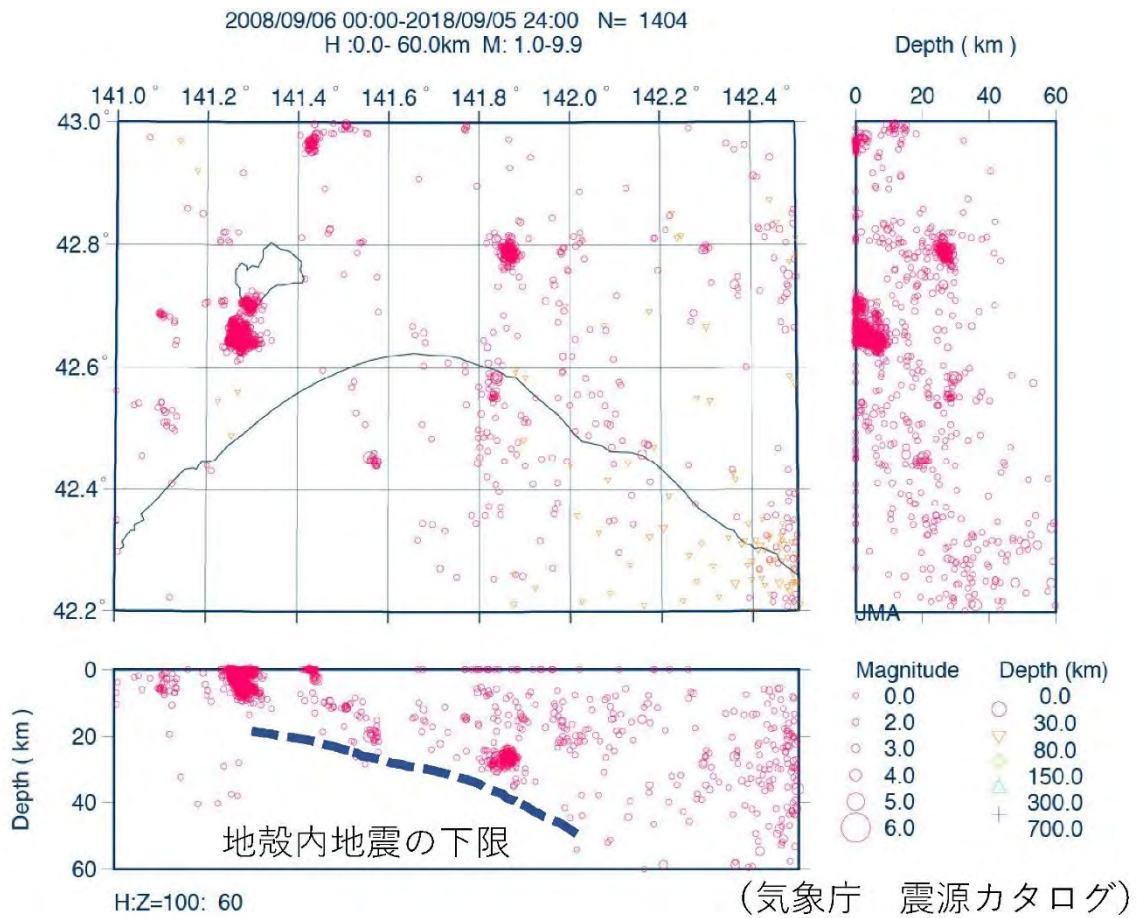 2008/09/06 00:00-2018/09/05 24:00 N= 1404
H :0.0- 60.0km M: 1.0-9.9
Depth ( km )
141.0 ° 141.2 ° 141.4 ° 141.6 ° 141.8 ° 142.0 ° 142.2 ° 142.4 °
0 20 40 60
43.0 °
42.8 °
42.6 °
42.4 °
42.2 °
JMA
Depth ( km )
0
20
40
60
地殻内地震の下限
H:Z=100: 60
Magnitude
0.0
2.0
3.0
4.0
5.0
6.0
Depth (km)
0.0
30.0
80.0
150.0
300.0
700.0
(気象庁 震源カタログ)